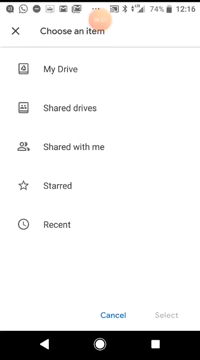 74% 12:16
Choose an item
My Drive
Shared drives
Shared with me
Starred
Recent
Cancel Select